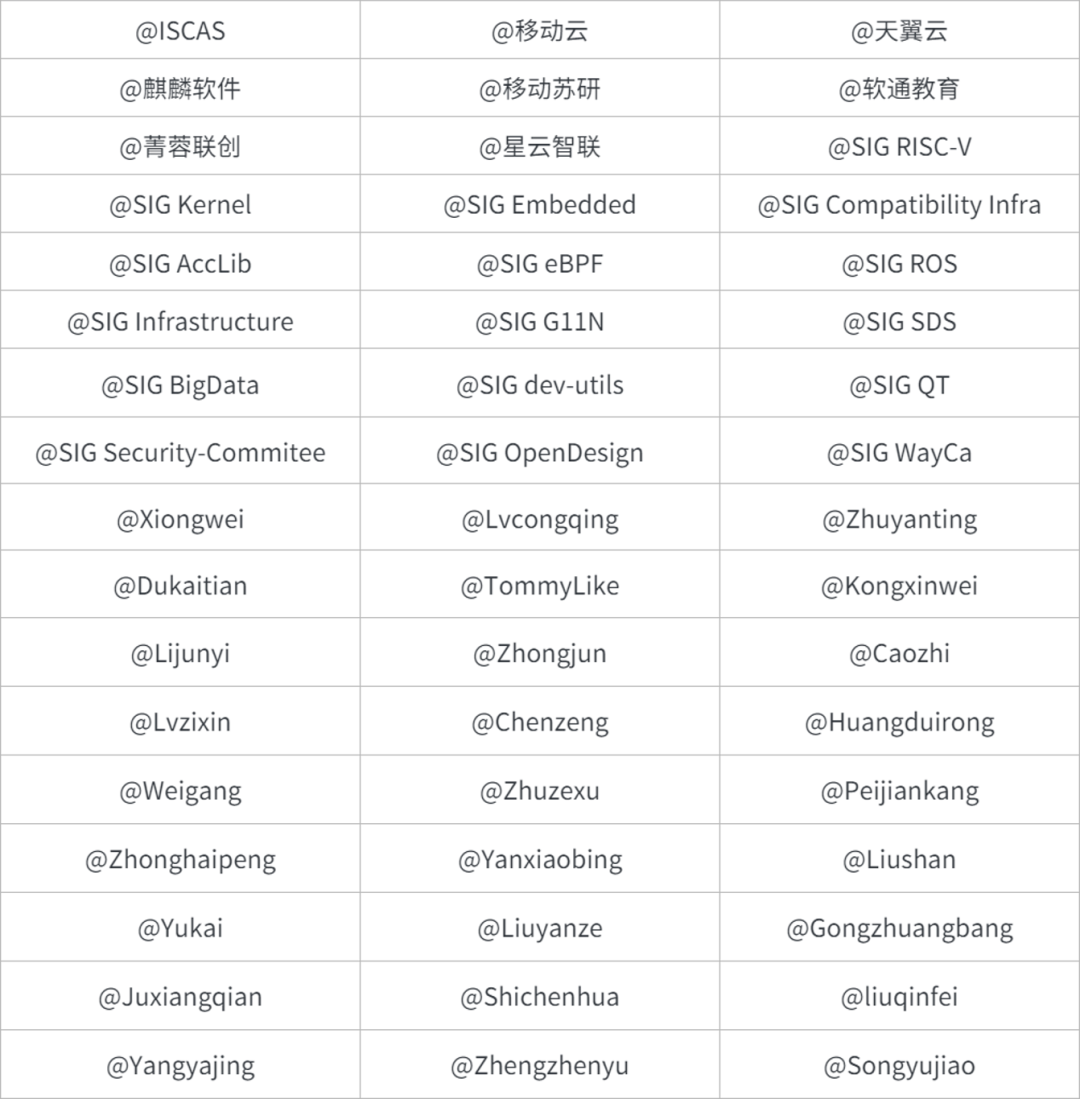 @ISCAS @移动云 @天翼云
@麒麟软件 @移动苏研 @软通教育
@菁蓉联创 @星云智联 @SIG RISC-V
@SIG Kernel @SIG Embedded @SIG Compatibility Infra
@SIG AccLib @SIG eBPF @SIG ROS
@SIG Infrastructure @SIG G11N @SIG SDS
@SIG BigData @SIG dev-utils @SIG QT
@SIG Security-Commitee @SIG OpenDesign @SIG WayCa
@Xiongwei @Lvcongqing @Zhuyanting
@Dukaitian @TommyLike @Kongxinwei
@Lijunyi @Zhongjun @Caozhi
@Lvzixin @Chenzeng @Huangduirong
@Weigang @Zhuzexu @Peijiankang
@Zhonghaipeng @Yanxiaobing @Liushan
@Yukai @Liuyanze @Gongzhuangbang
@Juxiangqian @Shichenhua @liuqinfei
@Yangyajing @Zhengzhenyu @Songyujiao